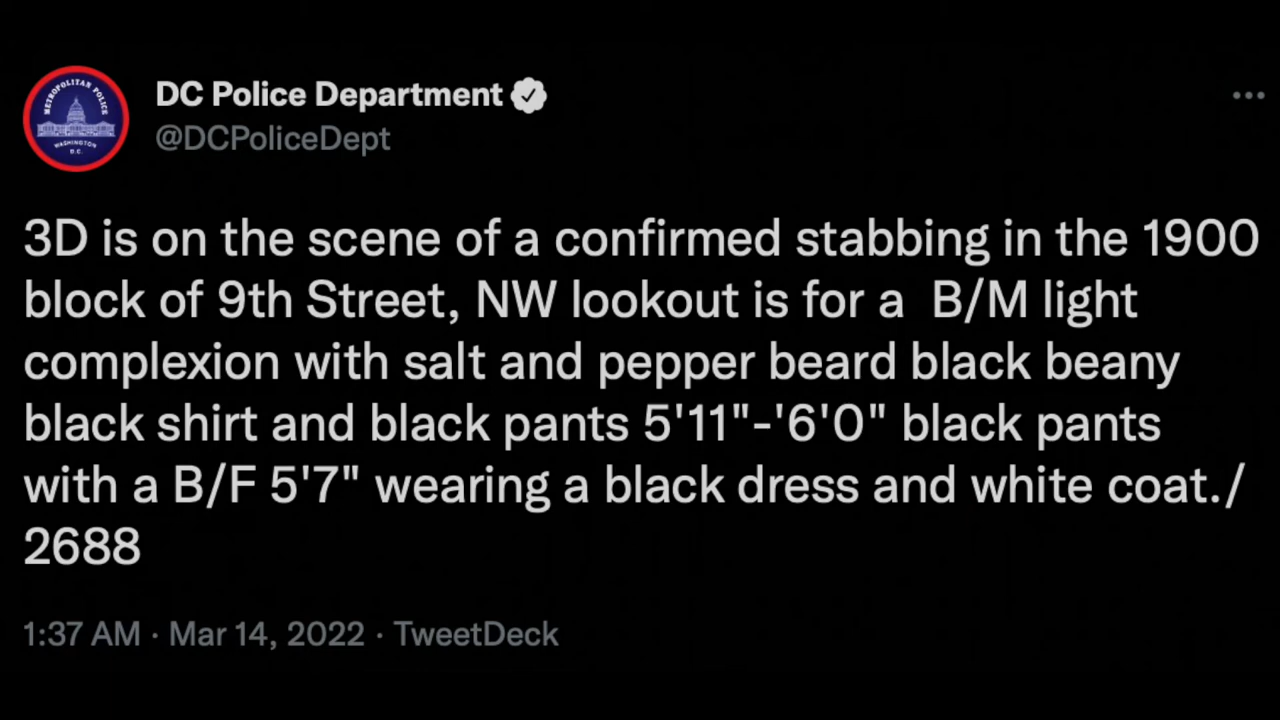 METROPOLITAN POLICE
WASHINGTON
D.C.
DC Police Department
@DCPoliceDept
3D is on the scene of a confirmed stabbing in the 1900
block of 9th Street, NW lookout is for a  B/M light
complexion with salt and pepper beard black beany
black shirt and black pants 5'11"-'6'0" black pants
with a B/F 5'7" wearing a black dress and white coat./
2688
1:37 AM · Mar 14, 2022 · TweetDeck